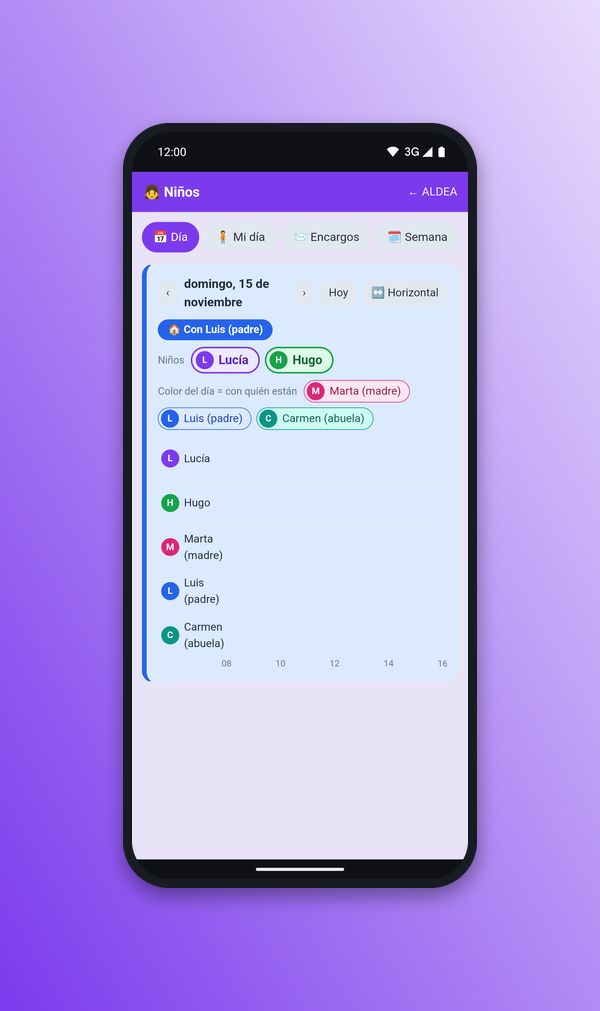 12:00
3G
Niños
← ALDEA
Día
Mi día
Encargos
Semana
‹
domingo, 15 de
noviembre
›
Hoy
Horizontal
Con Luis (padre)
Niños
L Lucía
H Hugo
Color del día = con quién están
M Marta (madre)
L Luis (padre)
C Carmen (abuela)
L Lucía
H Hugo
M Marta
(madre)
L Luis
(padre)
C Carmen
(abuela)
08 10 12 14 16